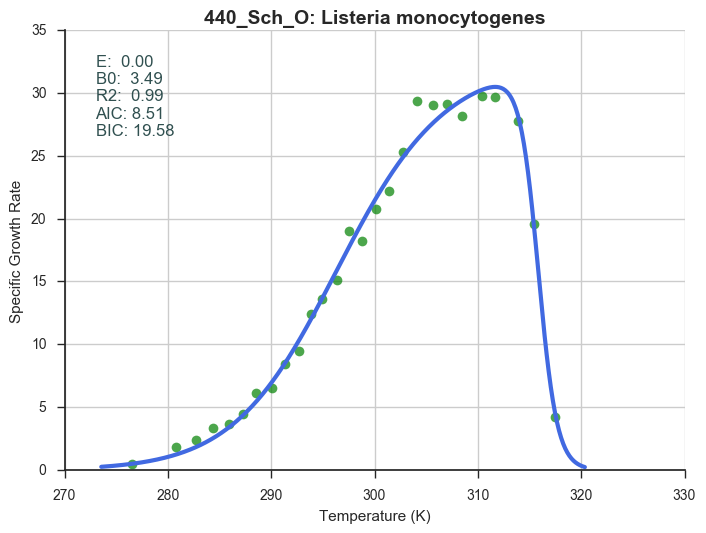 440_Sch_O: Listeria monocytogenes
35
30
25
20
15
10
5
0
E:  0.00
B0:  3.49
R2:  0.99
AIC: 8.51
BIC: 19.58
Specific Growth Rate
270 280 290 300 310 320 330
Temperature (K)